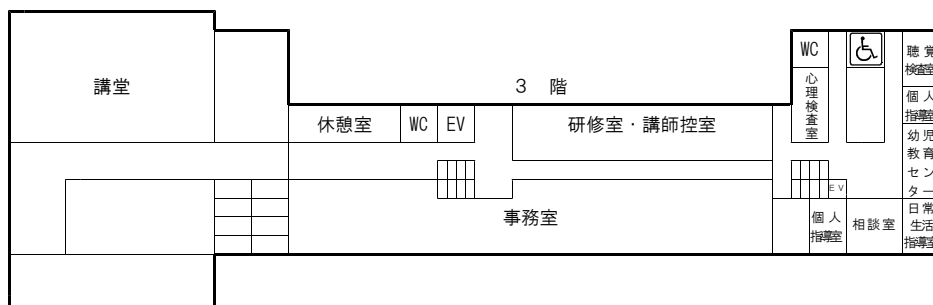 講堂
3 階
休憩室
WC
EV
研修室・講師控室
事務室
WC
心理検査室
EV
個人
指導室
相談室
聴覚
検査室
個人
指導室
幼児
教育
セン
ター
日常
生活
指導室